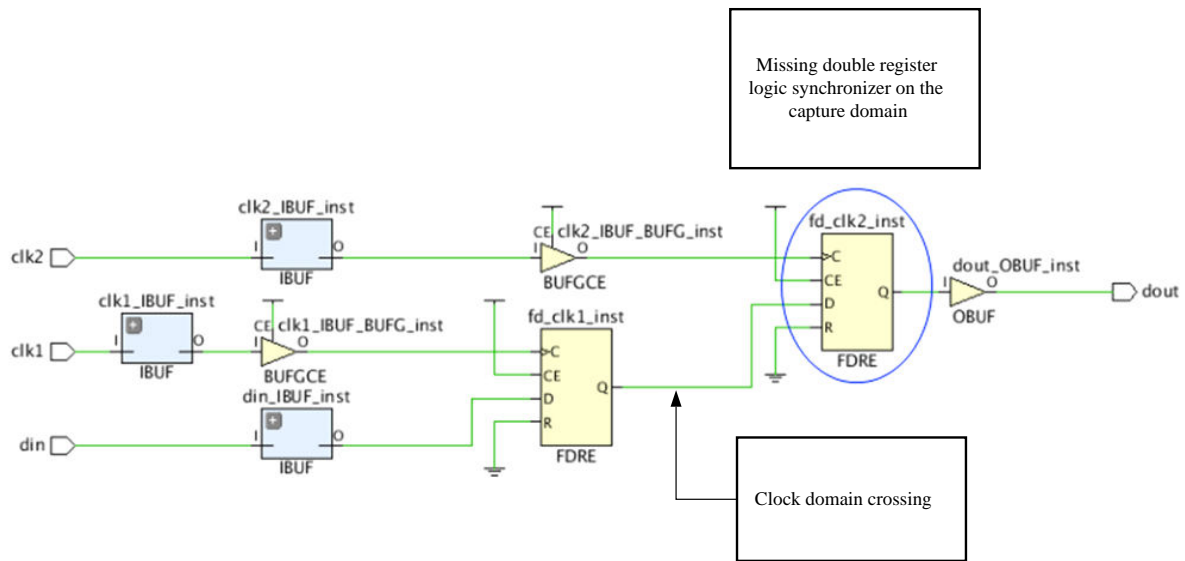 Missing double register
logic synchronizer on the
capture domain
clk2_IBUF_inst
clk2
I
O
IBUF
CE
clk2_IBUF_BUFG_inst
I
O
BUFGCE
fd_clk2_inst
C
CE
D
R
Q
FDRE
dout_OBUF_inst
I
O
OBUF
dout
clk1_IBUF_inst
clk1
I
O
IBUF
CE
clk1_IBUF_BUFG_inst
I
O
BUFGCE
fd_clk1_inst
C
CE
D
R
Q
FDRE
din_IBUF_inst
din
I
O
IBUF
Clock domain crossing